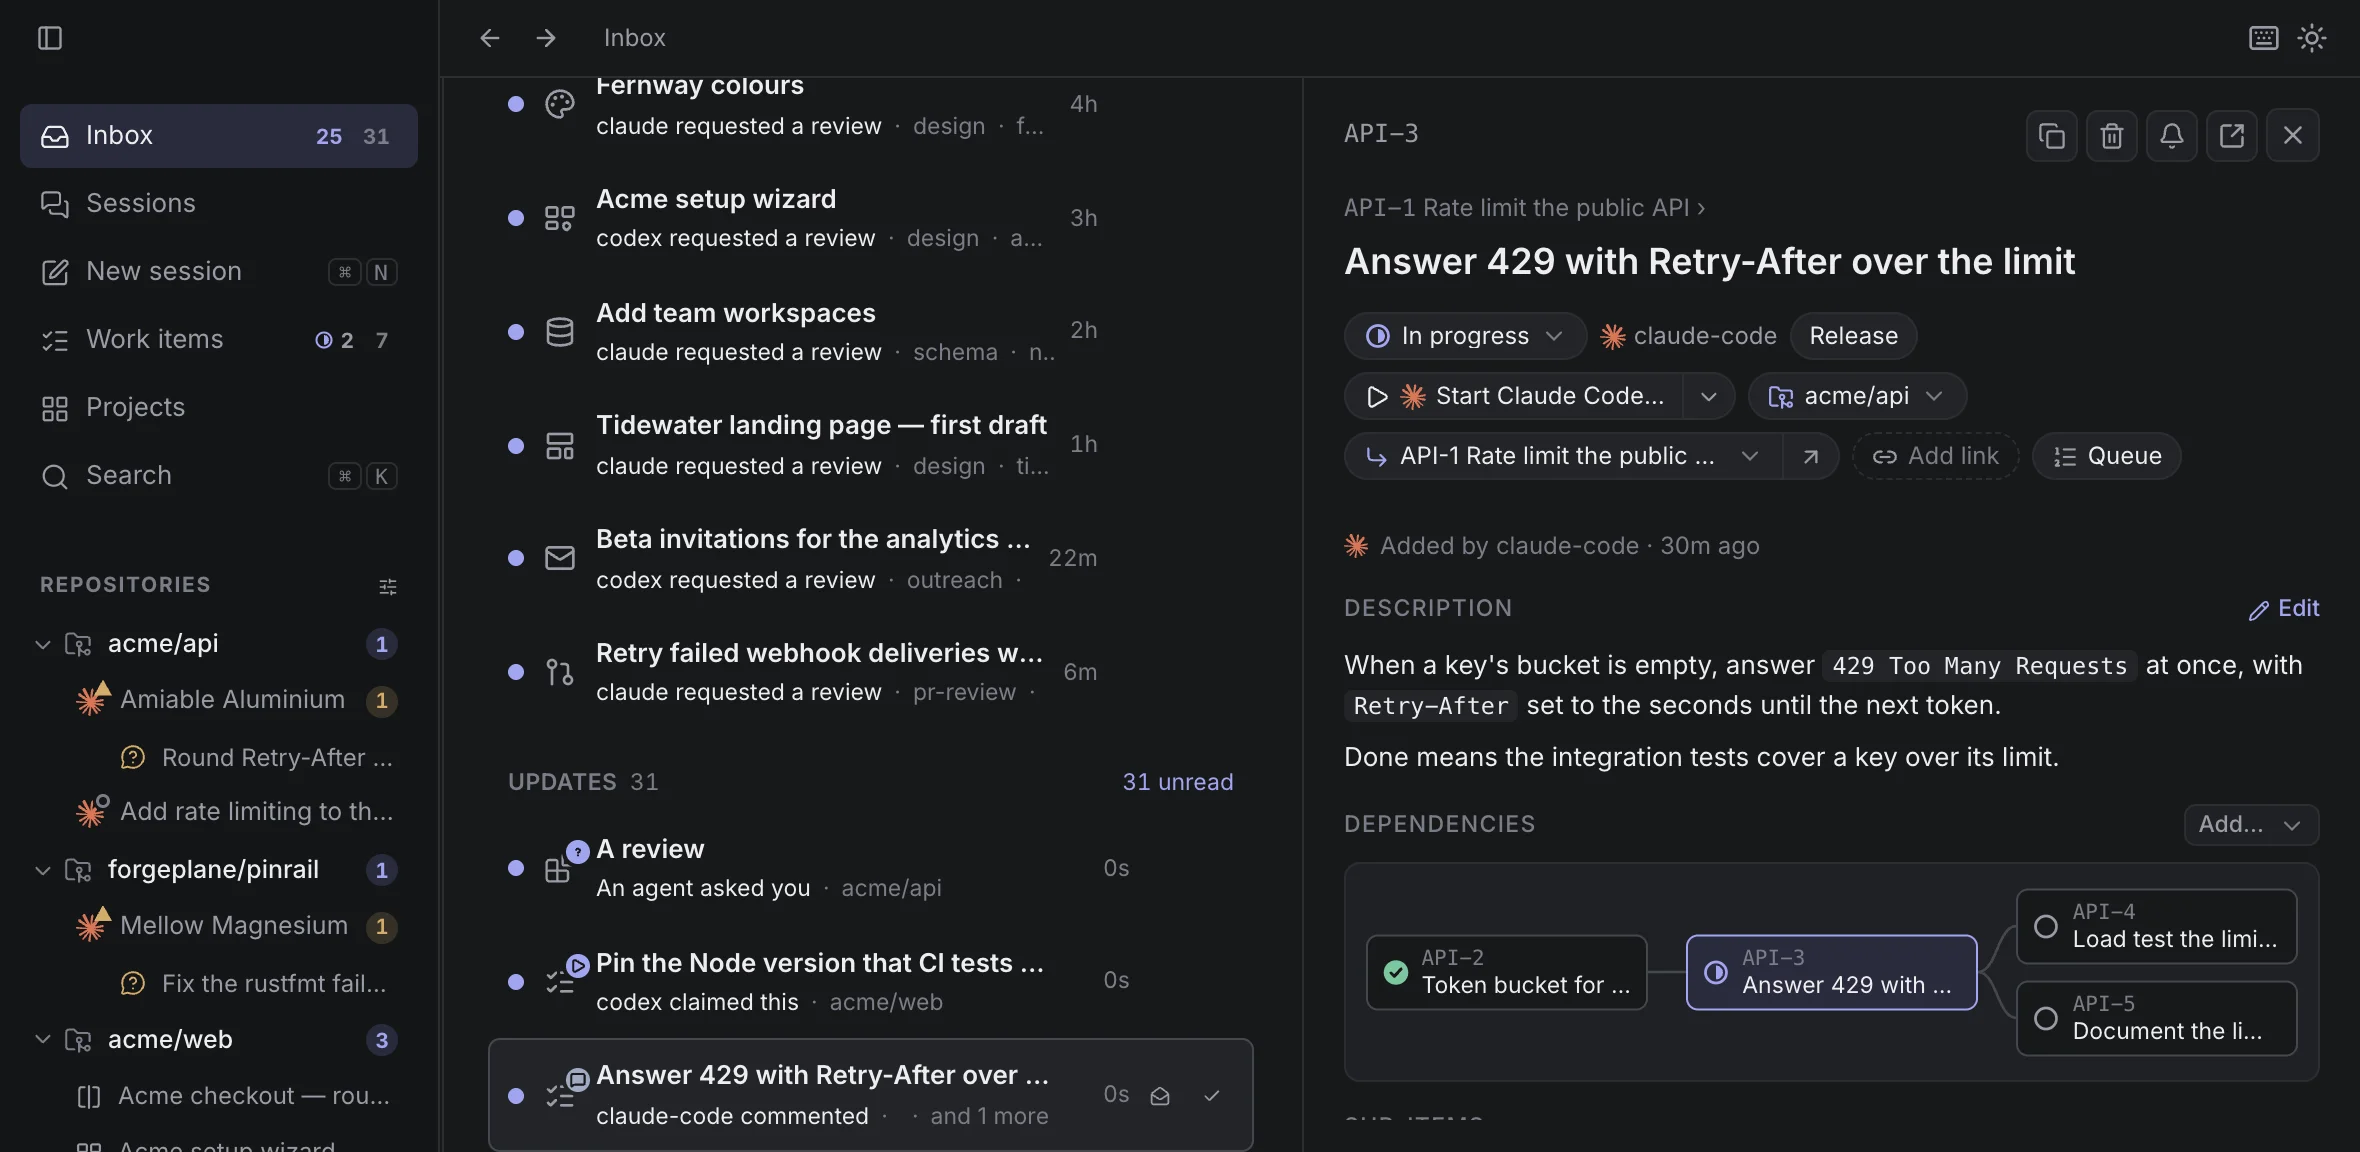 Inbox 25 31
Sessions
New session ⌘ N
Work items 2 7
Projects
Search ⌘ K
REPOSITORIES
acme/api 1
Amiable Aluminium 1
Round Retry-After ...
Add rate limiting to th...
forgeplane/pinrail 1
Mellow Magnesium 1
Fix the rustfmt fail...
acme/web 3
Acme checkout — rou...
Acme setup wizard
Inbox
Fernway colours
claude requested a review · design · f... 4h
Acme setup wizard
codex requested a review · design · a... 3h
Add team workspaces
claude requested a review · schema · n.. 2h
Tidewater landing page — first draft
claude requested a review · design · ti... 1h
Beta invitations for the analytics ...
codex requested a review · outreach · 22m
Retry failed webhook deliveries w...
claude requested a review · pr-review · 6m
UPDATES 31 31 unread
A review
An agent asked you · acme/api 0s
Pin the Node version that CI tests ...
codex claimed this · acme/web 0s
Answer 429 with Retry-After over ...
claude-code commented · · and 1 more 0s
API-3
API-1 Rate limit the public API ›
Answer 429 with Retry-After over the limit
In progress claude-code Release
Start Claude Code... acme/api
API-1 Rate limit the public ... Add link Queue
Added by claude-code · 30m ago
DESCRIPTION Edit
When a key's bucket is empty, answer 429 Too Many Requests at once, with
Retry-After set to the seconds until the next token.
Done means the integration tests cover a key over its limit.
DEPENDENCIES Add...
API-2
Token bucket for ...
API-3
Answer 429 with ...
API-4
Load test the limi...
API-5
Document the li...
SUB-ITEMS